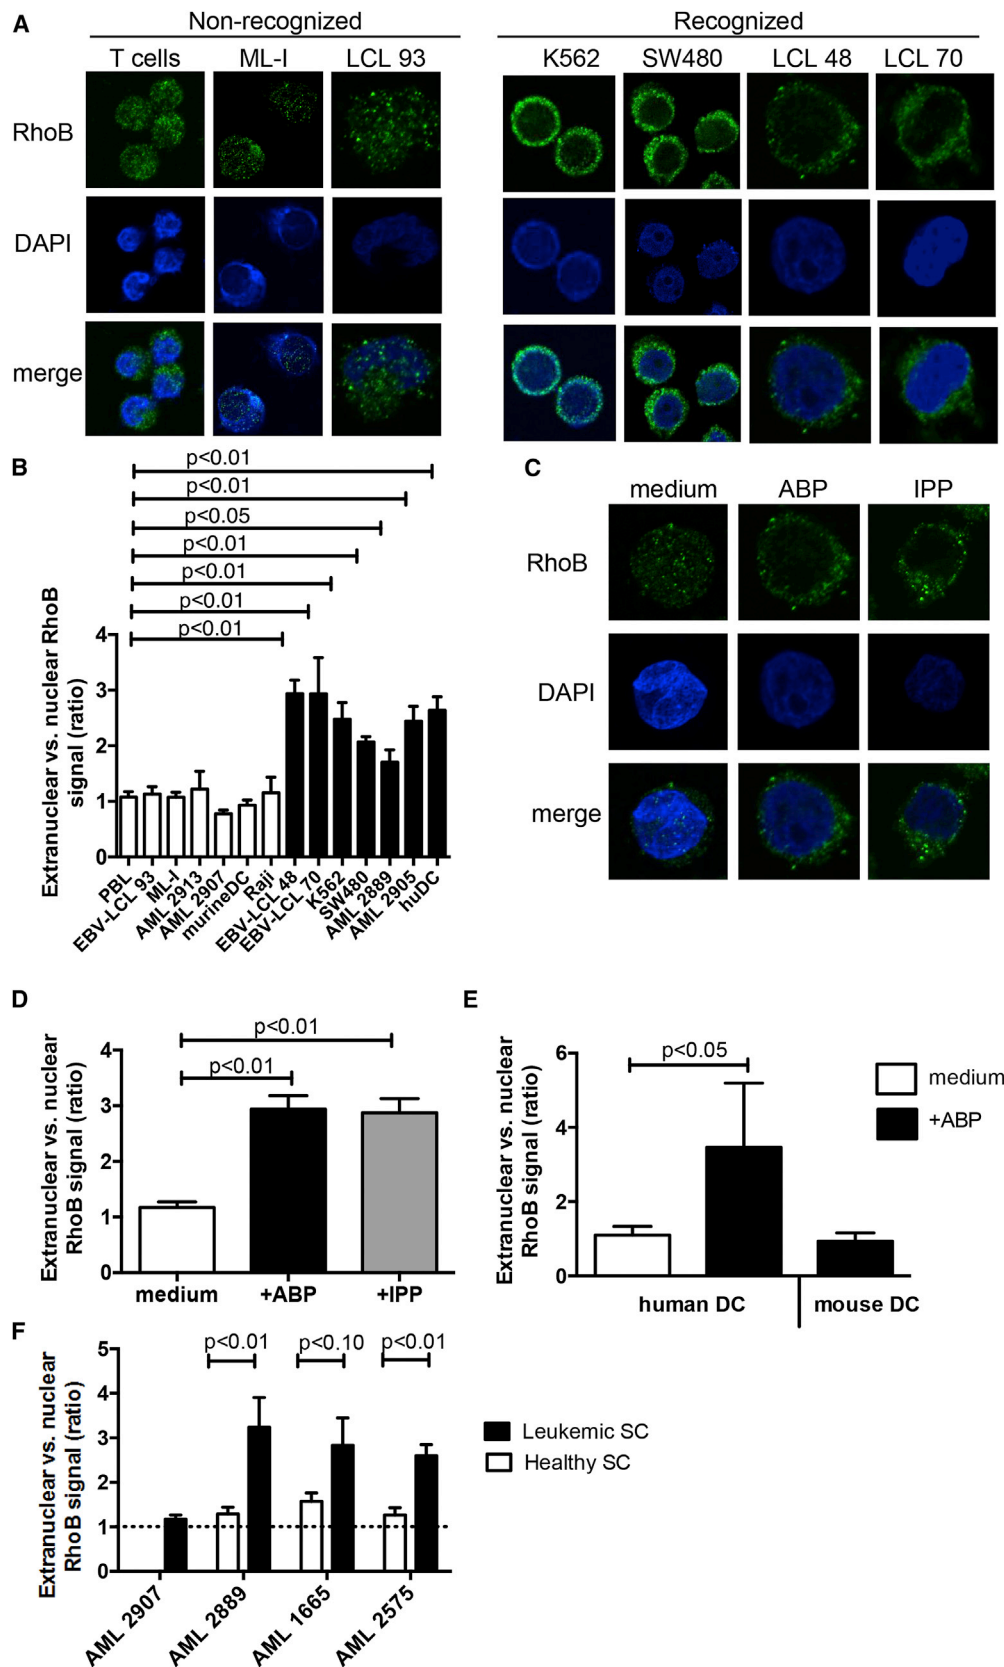 A
Non-recognized
Recognized
T cells
ML-I
LCL 93
K562
SW480
LCL 48
LCL 70
RhoB
DAPI
merge
B
p<0.01
p<0.01
p<0.05
p<0.01
p<0.01
p<0.01
p<0.01
Extranuclear vs. nuclear RhoB
signal (ratio)
4
3
2
1
0
PBL
EBV-LCL 93
ML-I
AML 2913
AML 2907
murineDC
Raji
EBV-LCL 48
EBV-LCL 70
K562
SW480
AML 2889
AML 2905
huDC
C
medium
ABP
IPP
RhoB
DAPI
merge
D
p<0.01
p<0.01
Extranuclear vs. nuclear
RhoB signal (ratio)
4
3
2
1
0
medium
+ABP
+IPP
E
p<0.05
Extranuclear vs. nuclear
RhoB signal (ratio)
6
4
2
0
human DC
mouse DC
medium
+ABP
F
p<0.01
p<0.10
p<0.01
Extranuclear vs. nuclear
RhoB signal (ratio)
5
4
3
2
1
0
AML 2907
AML 2889
AML 1665
AML 2575
Leukemic SC
Healthy SC